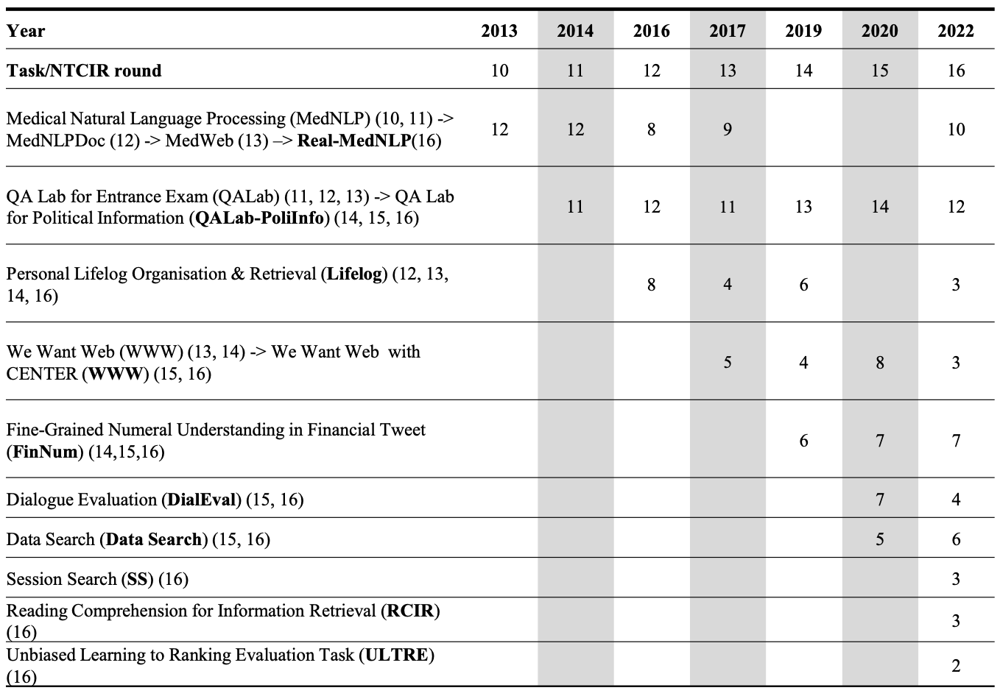 Year 2013 2014 2016 2017 2019 2020 2022
Task/NTCIR round 10 11 12 13 14 15 16
Medical Natural Language Processing (MedNLP) (10, 11) ->
MedNLPDoc (12) -> MedWeb (13) –> Real-MedNLP(16)
12 12 8 9 10
QA Lab for Entrance Exam (QALab) (11, 12, 13) -> QA Lab
for Political Information (QALab-PoliInfo) (14, 15, 16)
11 12 11 13 14 12
Personal Lifelog Organisation & Retrieval (Lifelog) (12, 13,
14, 16)
8 4 6 3
We Want Web (WWW) (13, 14) -> We Want Web with
CENTER (WWW) (15, 16)
5 4 8 3
Fine-Grained Numeral Understanding in Financial Tweet
(FinNum) (14,15,16)
6 7 7
Dialogue Evaluation (DialEval) (15, 16) 7 4
Data Search (Data Search) (15, 16) 5 6
Session Search (SS) (16) 3
Reading Comprehension for Information Retrieval (RCIR)
(16)
3
Unbiased Learning to Ranking Evaluation Task (ULTRE)
(16)
2